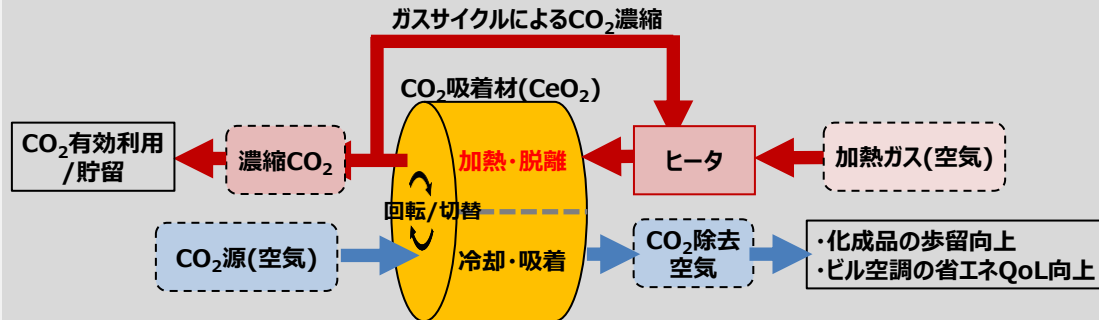 ガスサイクルによるCO₂濃縮
CO₂吸着材(CeO₂)
CO₂有効利用
/貯留
濃縮CO₂
加熱・脱離
ヒータ
加熱ガス(空気)
回転/切替
CO₂源(空気)
冷却・吸着
CO₂除去
空気
・化成品の歩留向上
・ビル空調の省エネQoL向上